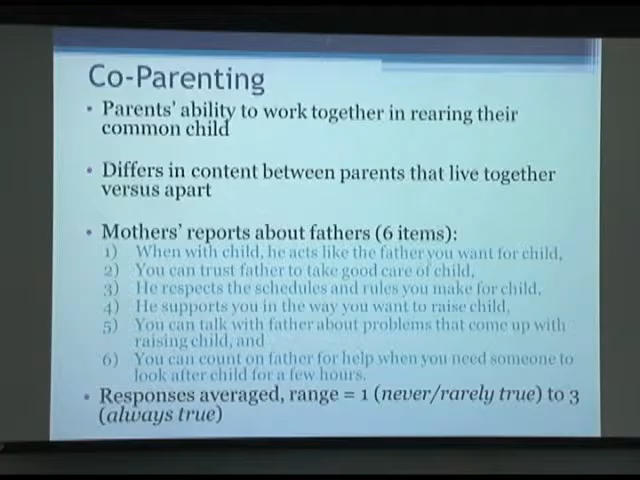 Co-Parenting
• Parents' ability to work together in rearing their
common child
• Differs in content between parents that live together
versus apart
• Mothers' reports about fathers (6 items):
1) When with child, he acts like the father you want for child,
2) You can trust father to take good care of child,
3) He respects the schedules and rules you make for child,
4) He supports you in the way you want to raise child,
5) You can talk with father about problems that come up with
raising child, and
6) You can count on father for help when you need someone to
look after child for a few hours.
• Responses averaged, range = 1 (never/rarely true) to 3
(always true)